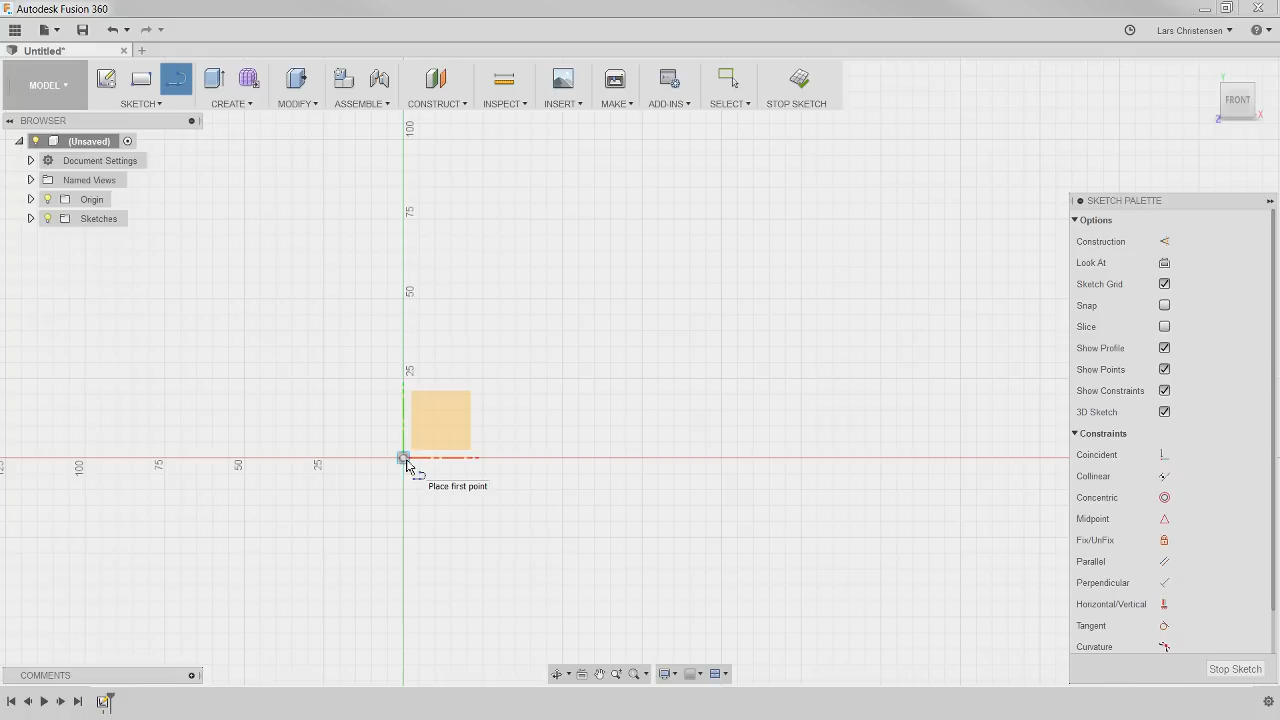 Autodesk Fusion 360
Lars Christensen
Untitled*
MODEL
SKETCH
CREATE
MODIFY
ASSEMBLE
CONSTRUCT
INSPECT
INSERT
MAKE
ADD-INS
SELECT
STOP SKETCH
FRONT
Y
Z
X
BROWSER
(Unsaved)
Document Settings
Named Views
Origin
Sketches
100
75
50
25
125
100
75
50
25
Place first point
SKETCH PALETTE
Options
Construction
Look At
Sketch Grid
Snap
Slice
Show Profile
Show Points
Show Constraints
3D Sketch
Constraints
Coincident
Collinear
Concentric
Midpoint
Fix/UnFix
Parallel
Perpendicular
Horizontal/Vertical
Tangent
Curvature
Stop Sketch
COMMENTS